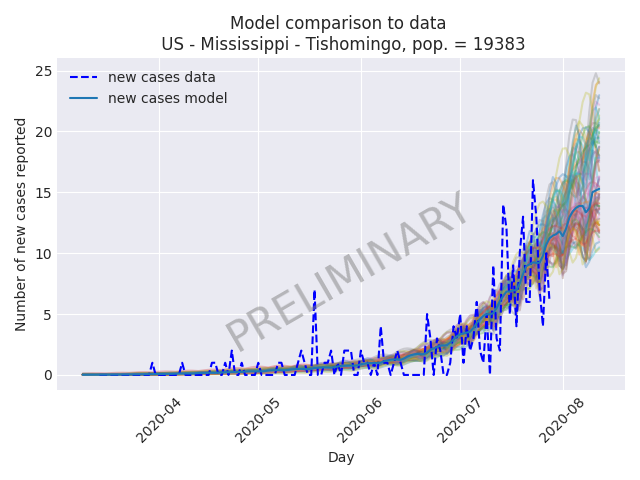 Model comparison to data
US - Mississippi - Tishomingo, pop. = 19383
new cases data
new cases model
PRELIMINARY
Number of new cases reported
25
20
15
10
5
0
2020-04
2020-05
2020-06
2020-07
2020-08
Day